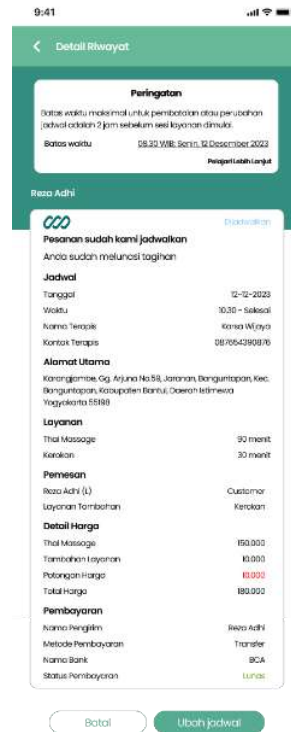 9:41
Detail Riwayat
Peringatan
Batas waktu maksimal untuk pembatalan atau perubahan
jadwal adalah 2 jam sebelum sesi layanan dimulai.
Batas waktu 08.30 WIB: Senin, 12 Desember 2023
Pelajari Lebih Lanjut
Reza Adhi
Dijadwalkan
Pesanan sudah kami jadwalkan
Anda sudah melunasi tagihan
Jadwal
Tanggal 12-12-2023
Waktu 10.30 - Selesai
Nama Terapis Karsa Wijaya
Kontak Terapis 087654390876
Alamat Utama
Karangjambe, Gg. Arjuna No.59, Jaranan, Banguntapan, Kec.
Banguntapan, Kabupaten Bantul, Daerah Istimewa
Yogyakarta 55198
Layanan
Thai Massage 90 menit
Kerokan 30 menit
Pemesan
Reza Adhi (L) Customer
Layanan Tambahan Kerokan
Detail Harga
Thai Massage 150.000
Tambahan Layanan 10.000
Potongan Harga 10.000
Total Harga 180.000
Pembayaran
Nama Pengirim Reza Adhi
Metode Pembayaran Transfer
Nama Bank BCA
Status Pembayaran Lunas
Batal Ubah jadwal